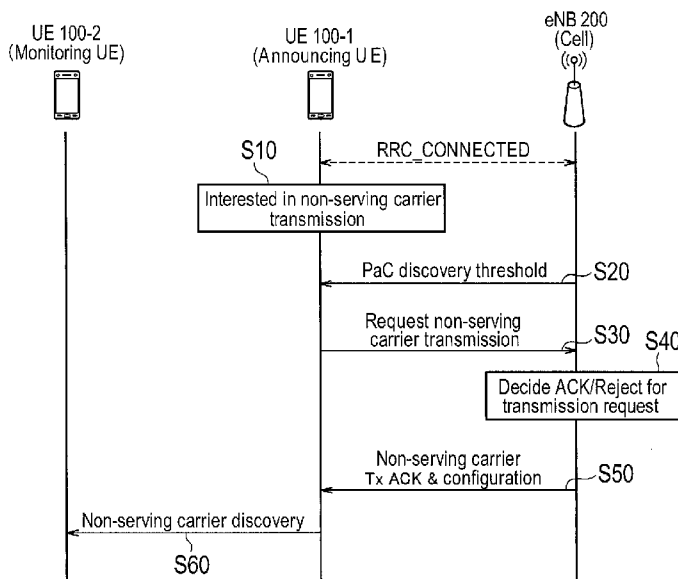 UE 100-2
(Monitoring UE)
UE 100-1
(Announcing UE)
eNB 200
(Cell)
RRC_CONNECTED
S10
Interested in non-serving carrier
transmission
PaC discovery threshold
S20
Request non-serving
carrier transmission
S30
S40
Decide ACK/Reject for
transmission request
Non-serving carrier
Tx ACK & configuration
S50
Non-serving carrier discovery
S60